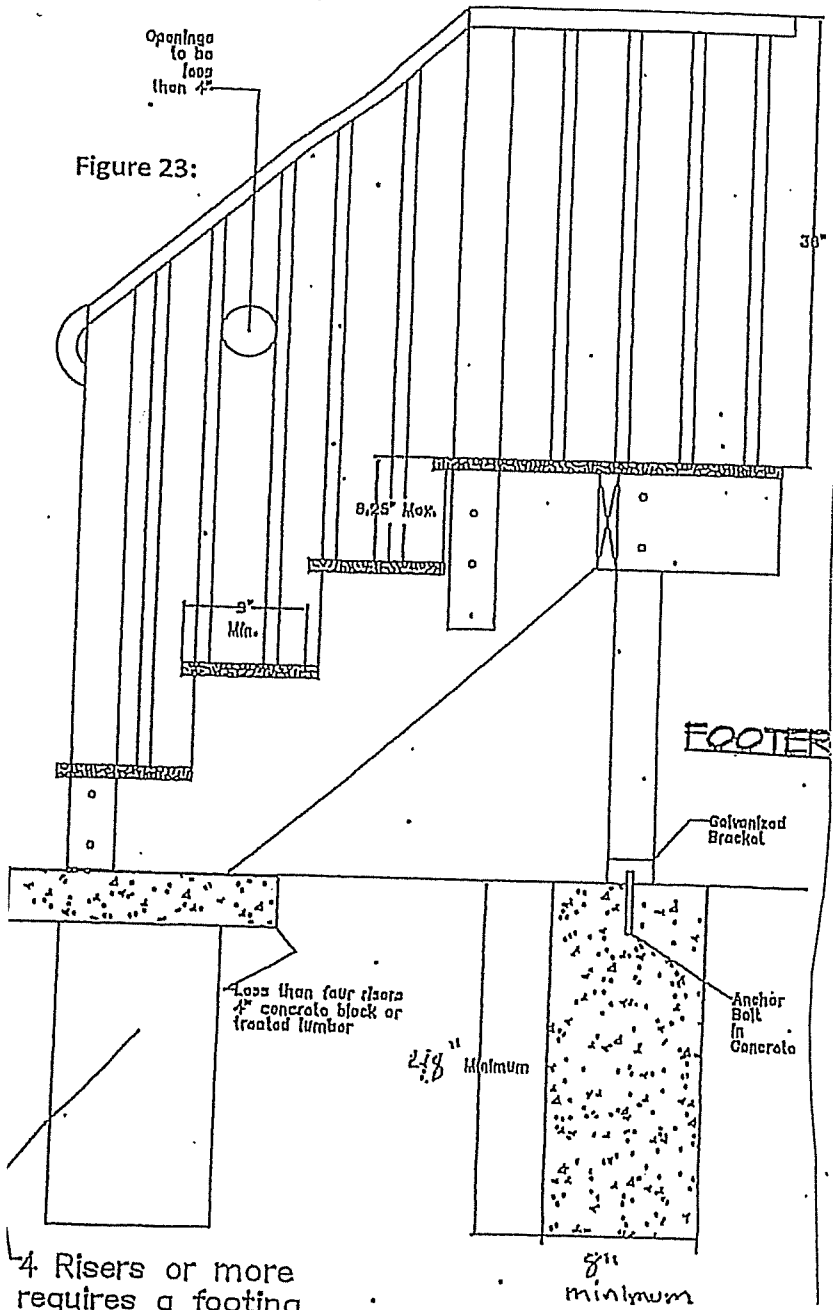 Openings
to be
less
than 4"
Figure 23:
36"
8.25" Max.
9"
Min.
FOOTER
Galvanized
Bracket
Less than four risers
4" concrete block or
treated lumber
Minimum
Anchor
Bolt
in
Concrete
4 Risers or more
requires a footing
8"
minimum